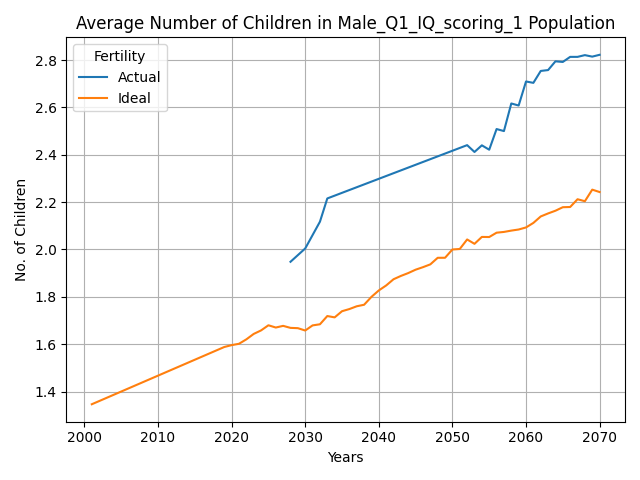 Average Number of Children in Male_Q1_IQ_scoring_1 Population
Fertility
Actual
Ideal
No. of Children
2.8
2.6
2.4
2.2
2.0
1.8
1.6
1.4
2000 2010 2020 2030 2040 2050 2060 2070
Years